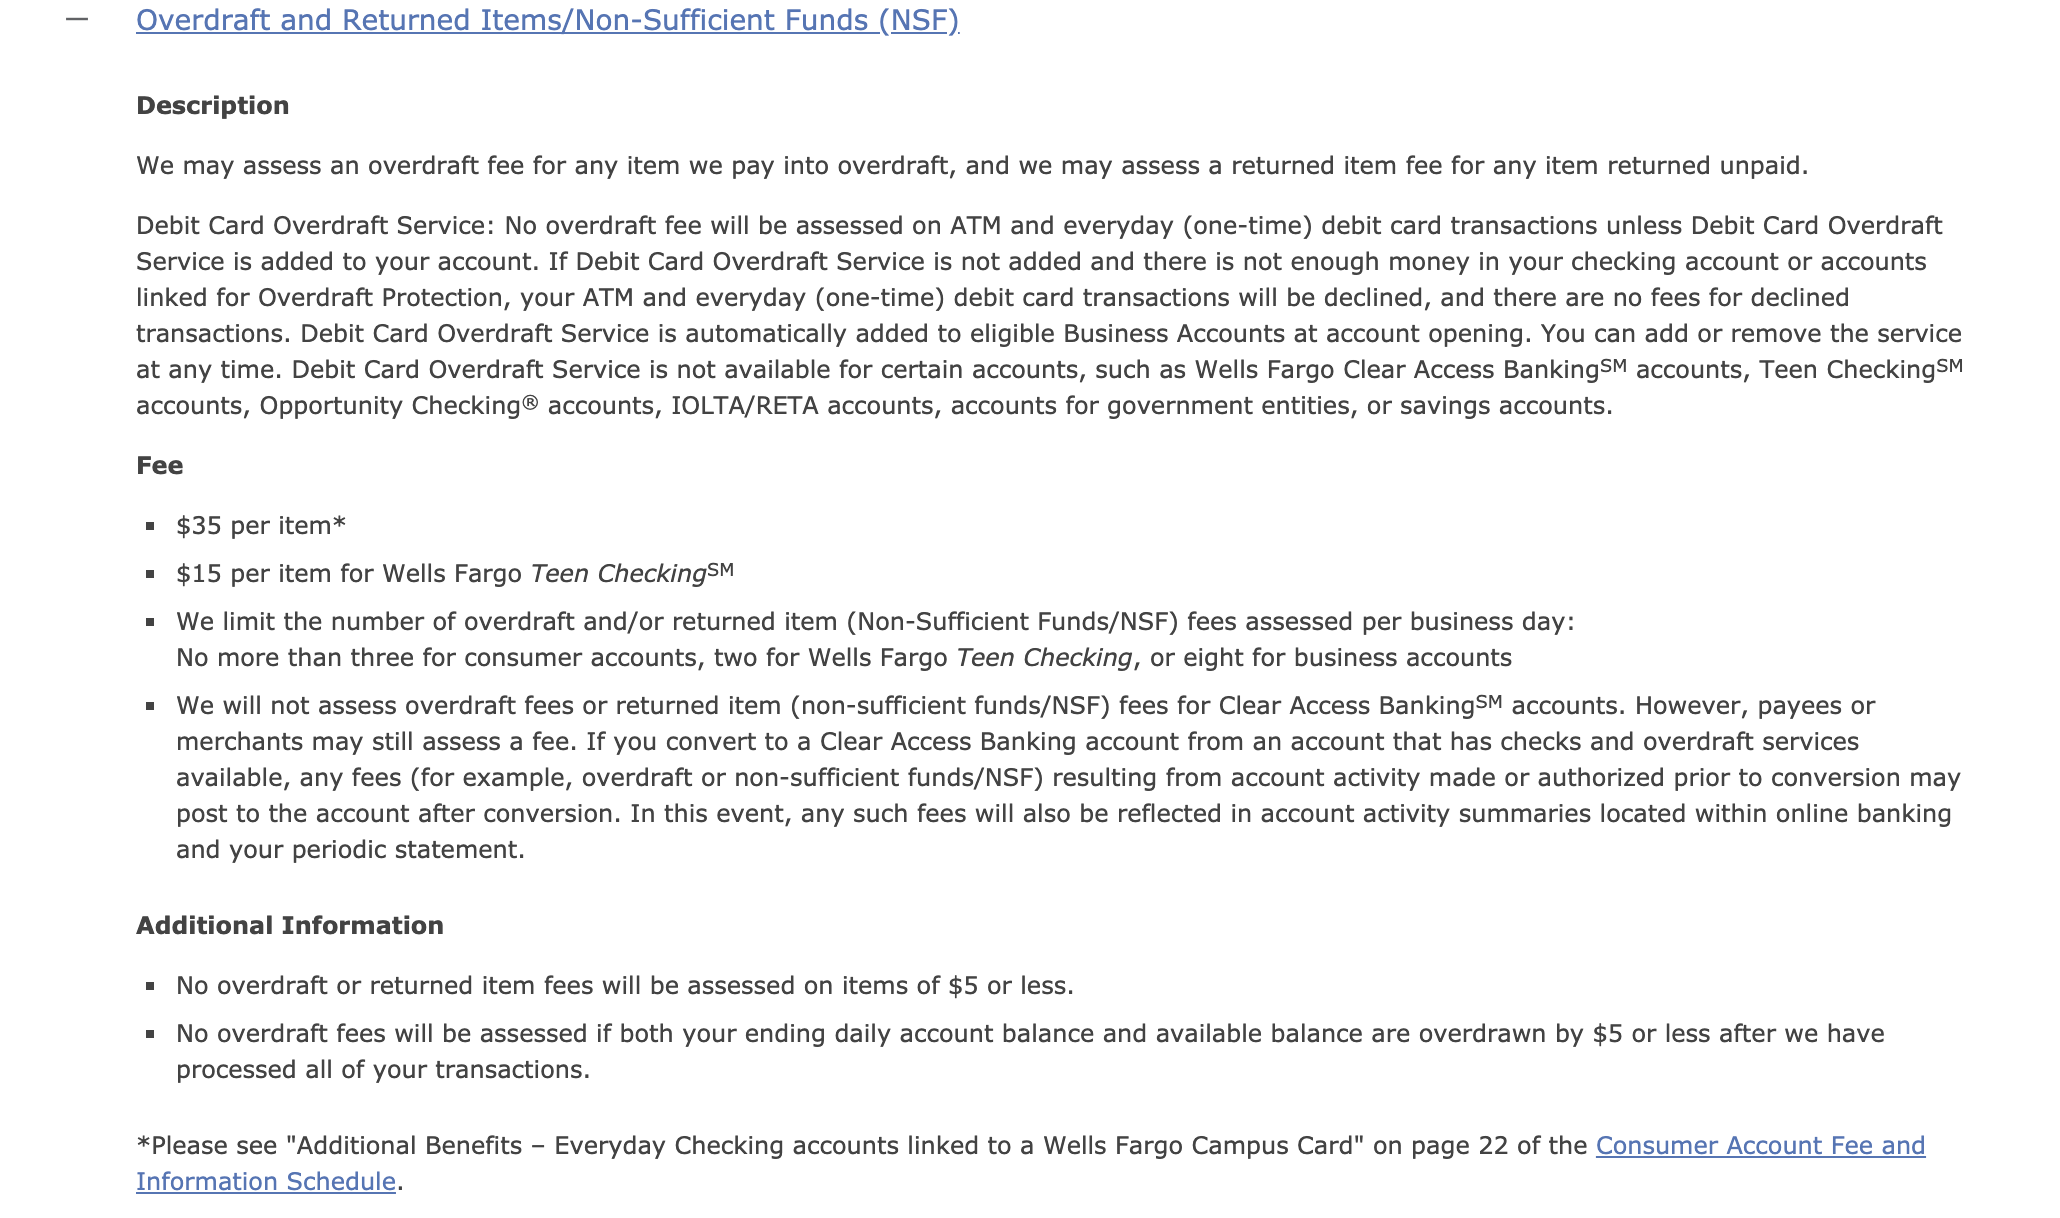 Overdraft and Returned Items/Non-Sufficient Funds (NSF)
Description
We may assess an overdraft fee for any item we pay into overdraft, and we may assess a returned item fee for any item returned unpaid.
Debit Card Overdraft Service: No overdraft fee will be assessed on ATM and everyday (one-time) debit card transactions unless Debit Card Overdraft
Service is added to your account. If Debit Card Overdraft Service is not added and there is not enough money in your checking account or accounts
linked for Overdraft Protection, your ATM and everyday (one-time) debit card transactions will be declined, and there are no fees for declined
transactions. Debit Card Overdraft Service is automatically added to eligible Business Accounts at account opening. You can add or remove the service
at any time. Debit Card Overdraft Service is not available for certain accounts, such as Wells Fargo Clear Access Banking℠ accounts, Teen Checking℠
accounts, Opportunity Checking® accounts, IOLTA/RETA accounts, accounts for government entities, or savings accounts.
Fee
▪ $35 per item*
▪ $15 per item for Wells Fargo Teen Checking℠
▪ We limit the number of overdraft and/or returned item (Non-Sufficient Funds/NSF) fees assessed per business day:
No more than three for consumer accounts, two for Wells Fargo Teen Checking, or eight for business accounts
▪ We will not assess overdraft fees or returned item (non-sufficient funds/NSF) fees for Clear Access Banking℠ accounts. However, payees or
merchants may still assess a fee. If you convert to a Clear Access Banking account from an account that has checks and overdraft services
available, any fees (for example, overdraft or non-sufficient funds/NSF) resulting from account activity made or authorized prior to conversion may
post to the account after conversion. In this event, any such fees will also be reflected in account activity summaries located within online banking
and your periodic statement.
Additional Information
▪ No overdraft or returned item fees will be assessed on items of $5 or less.
▪ No overdraft fees will be assessed if both your ending daily account balance and available balance are overdrawn by $5 or less after we have
processed all of your transactions.
*Please see "Additional Benefits – Everyday Checking accounts linked to a Wells Fargo Campus Card" on page 22 of the Consumer Account Fee and
Information Schedule.